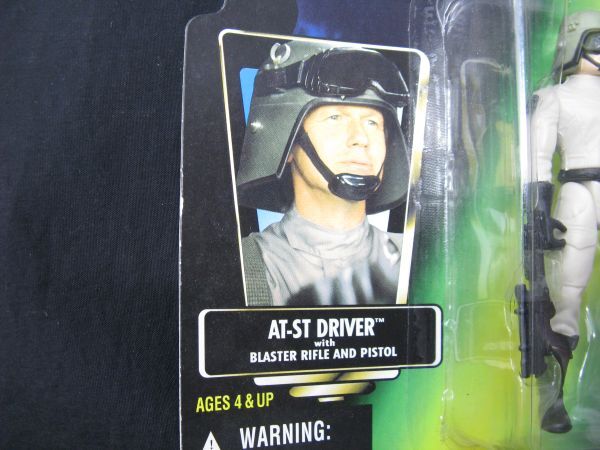 AT-ST DRIVER™
with
BLASTER RIFLE AND PISTOL
AGES 4 & UP
WARNING: